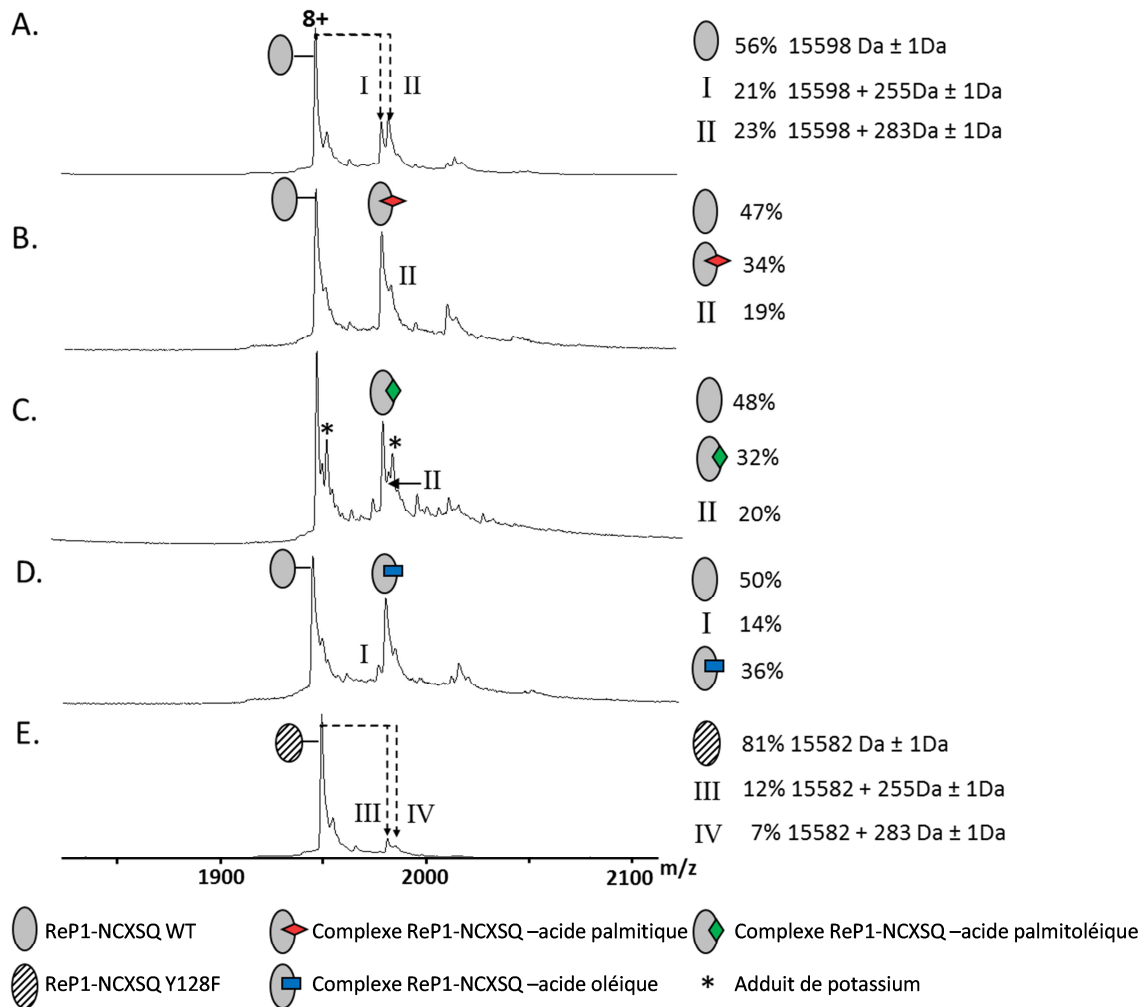 A.
8+
I II
56% 15598 Da ± 1Da
I 21% 15598 + 255Da ± 1Da
II 23% 15598 + 283Da ± 1Da
B.
II
47%
34%
II 19%
C.
*
*
II
48%
32%
II 20%
D.
I
50%
I 14%
36%
E.
III IV
81% 15582 Da ± 1Da
III 12% 15582 + 255Da ± 1Da
IV 7% 15582 + 283 Da ± 1Da
1900 2000 2100 m/z
ReP1-NCXSQ WT Complexe ReP1-NCXSQ –acide palmitique Complexe ReP1-NCXSQ –acide palmitoléique
ReP1-NCXSQ Y128F Complexe ReP1-NCXSQ –acide oléique * Adduit de potassium